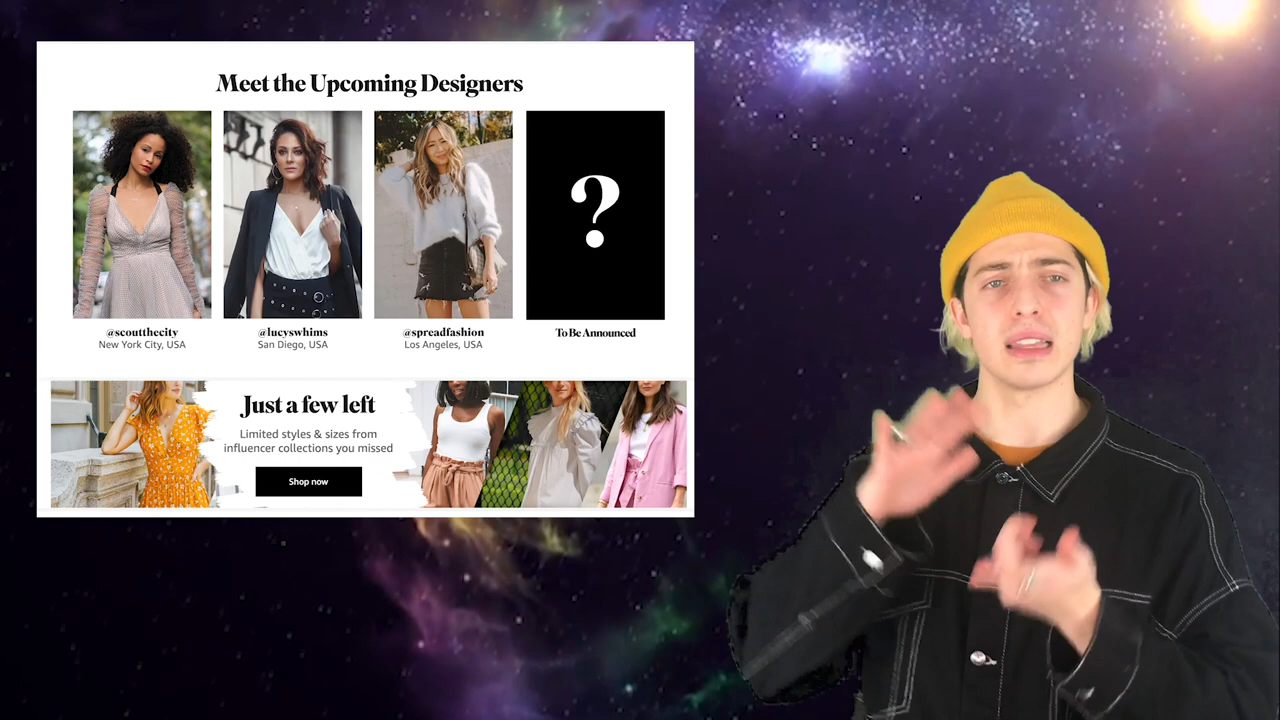 Meet the Upcoming Designers
?
@scoutthecity
New York City, USA
@lucyswhims
San Diego, USA
@spreadfashion
Los Angeles, USA
To Be Announced
Just a few left
Limited styles & sizes from
influencer collections you missed
Shop now